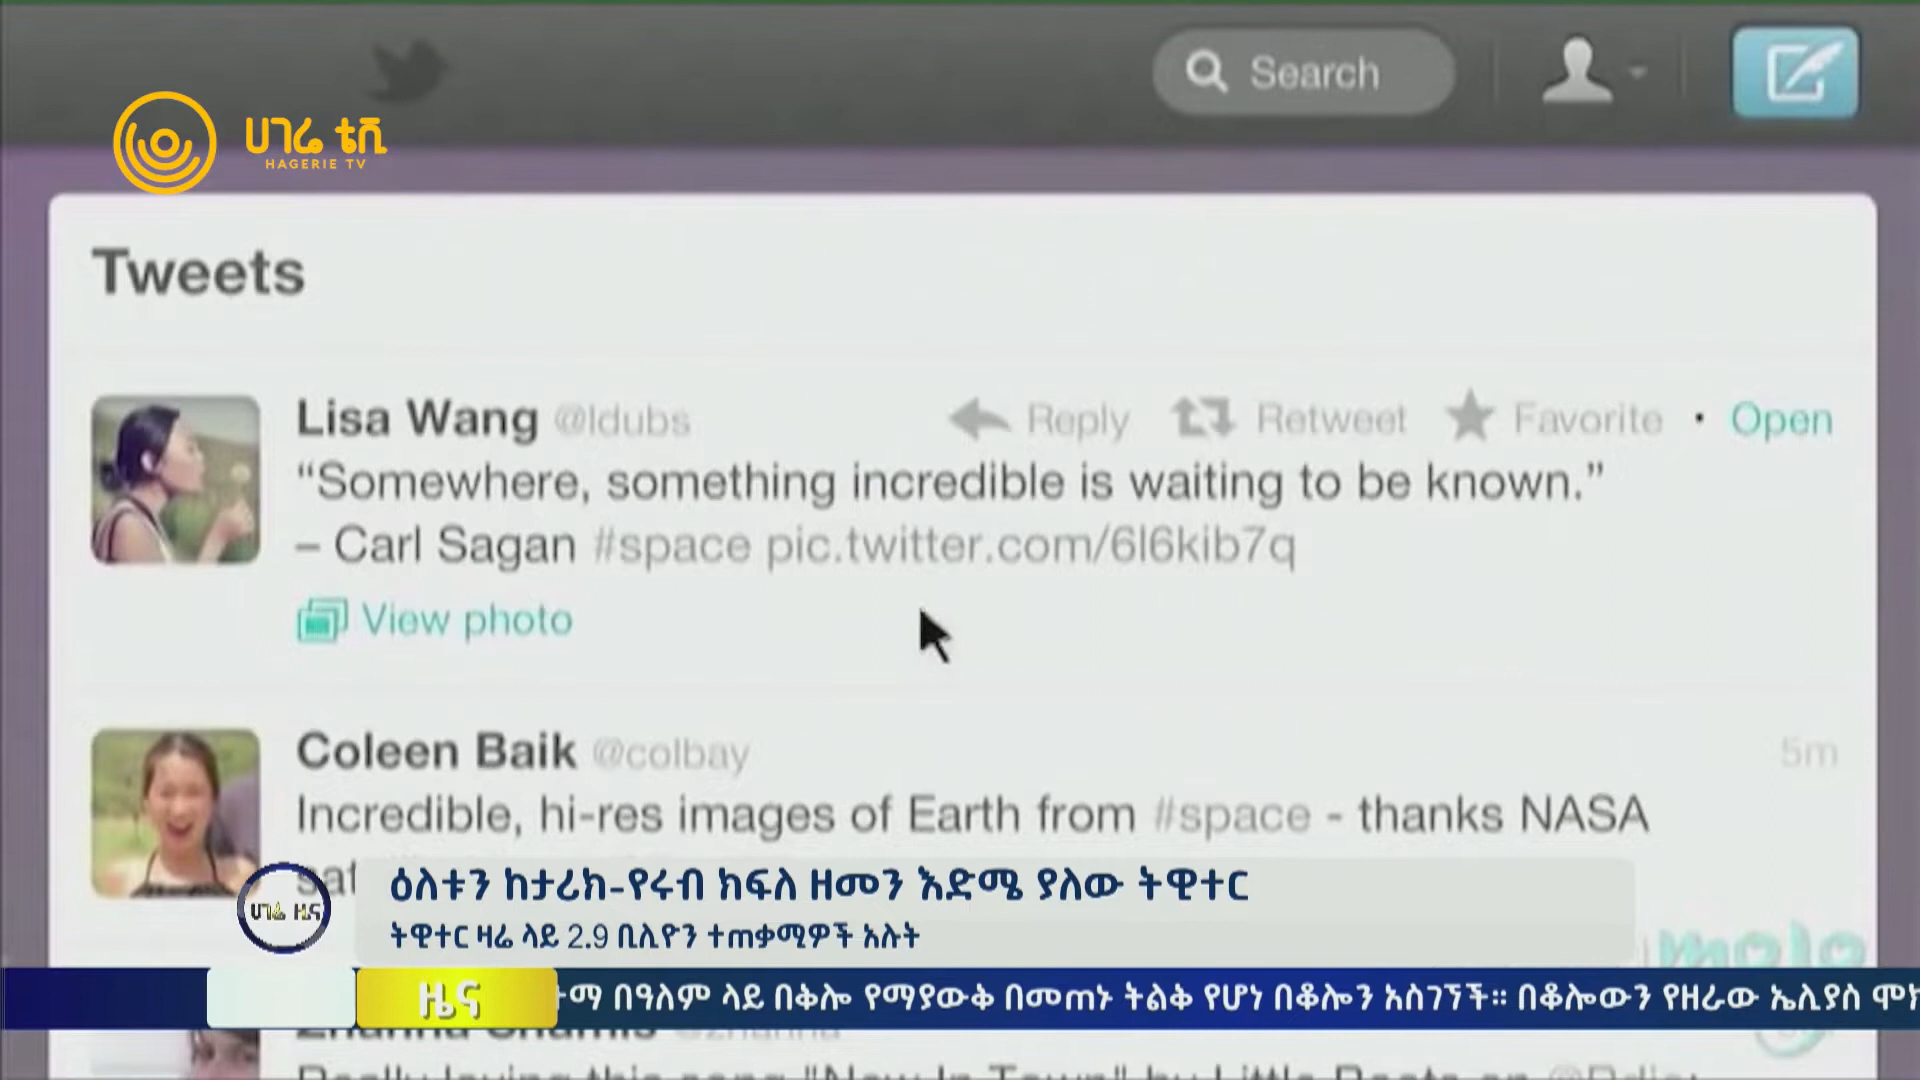 Search
ሀገሬ ቴቪ
HAGERIE TV
Tweets
Lisa Wang @ldubs Reply Retweet Favorite · Open
“Somewhere, something incredible is waiting to be known.”
– Carl Sagan #space pic.twitter.com/6l6kib7q
View photo
Coleen Baik @colbay 5m
Incredible, hi-res images of Earth from #space - thanks NASA
ሀገሬ ዜና
ዕለቱን ከታሪክ-የሩብ ክፍለ ዘመን እድሜ ያለው ትዊተር
ትዊተር ዛሬ ላይ 2.9 ቢሊዮን ተጠቃሚዎች አሉት
ዜና
በዓለም ላይ በቅሎ የማያውቅ በመጠኑ ትልቅ የሆነ በቆሎን አስገኘች። በቆሎውን የዘራው ኤሊያስ